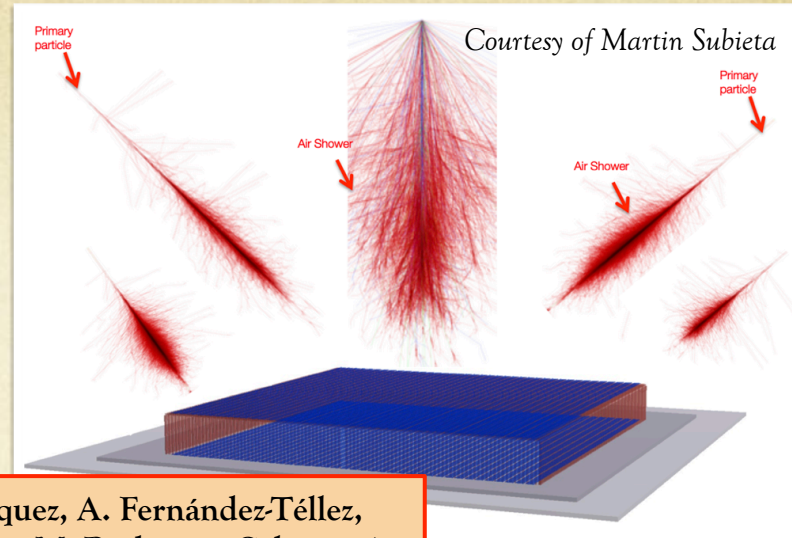 Primary
particle
Courtesy of Martin Subieta
Primary
particle
Air Shower
Air Shower
quez, A. Fernández-Téllez,